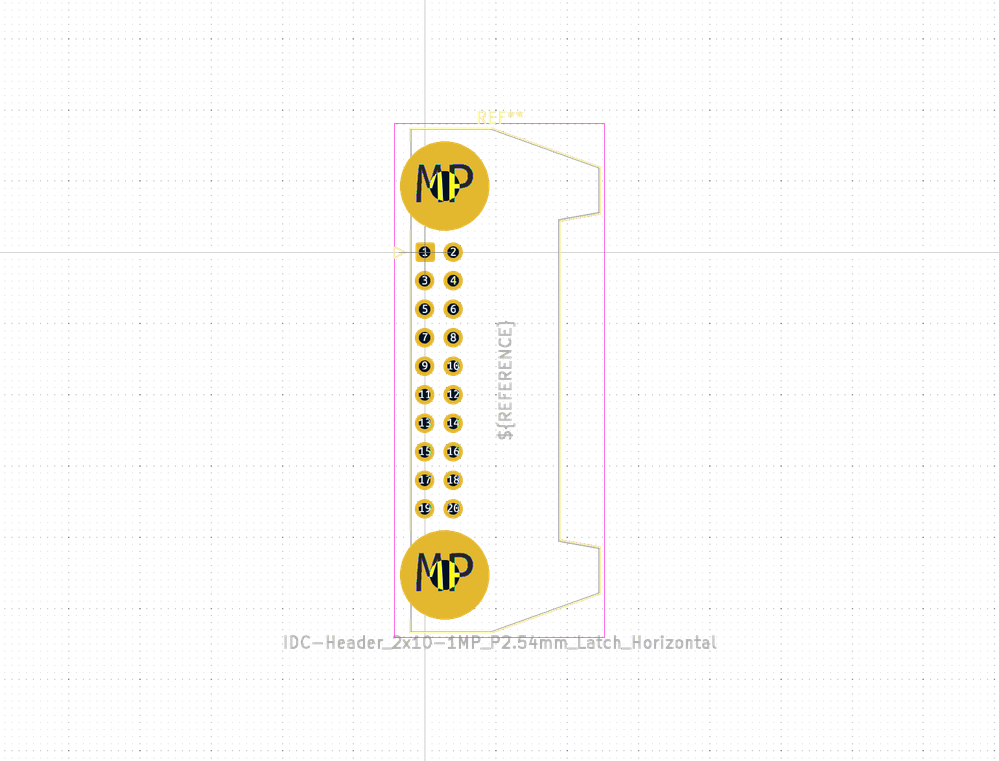 REF**
MP
1 2
3 4
5 6
7 8
9 10
11 12
13 14
15 16
17 18
19 20
${REFERENCE}
MP
IDC-Header_2x10-1MP_P2.54mm_Latch_Horizontal